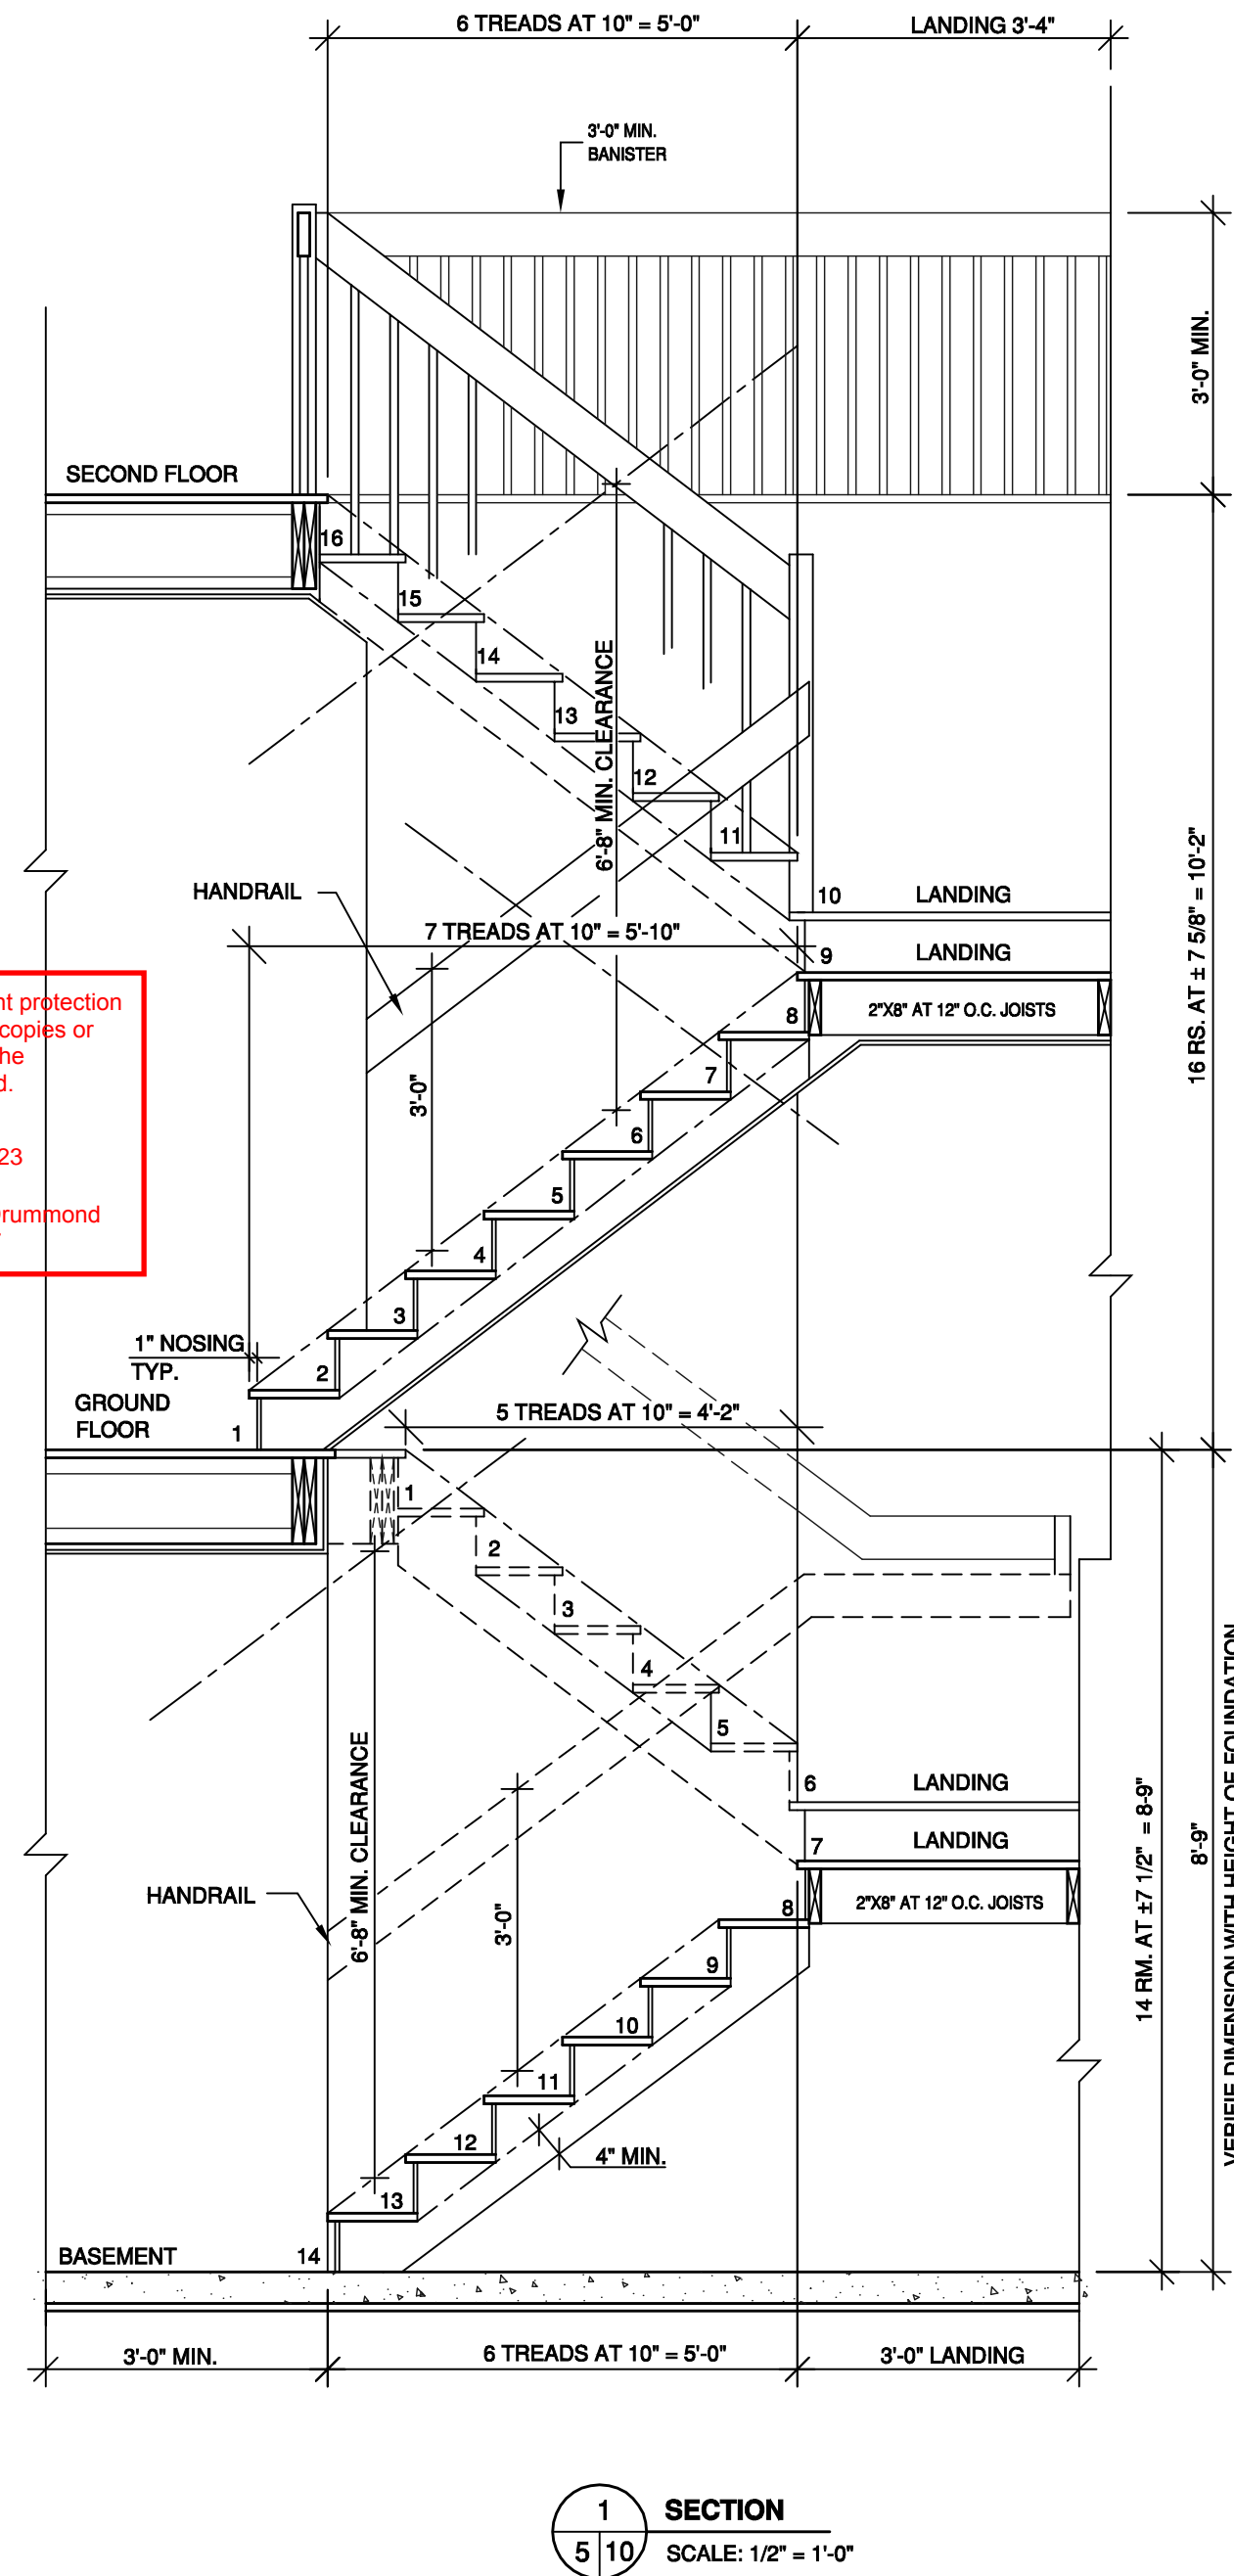 6 TREADS AT 10" = 5'-0"
LANDING 3'-4"
3'-0" MIN.
BANISTER
3'-0" MIN.
SECOND FLOOR
16
15
14
13
12
11
6'-8" MIN. CLEARANCE
10
LANDING
HANDRAIL
7 TREADS AT 10" = 5'-10"
9
LANDING
8
2"X8" AT 12" O.C. JOISTS
16 RS. AT ± 7 5/8" = 10'-2"
nt protection
copies or
he
d.
23
Drummond
7
3'-0"
6
5
4
3
2
1
1" NOSING
TYP.
GROUND
FLOOR
5 TREADS AT 10" = 4'-2"
1
2
3
4
5
6
LANDING
7
LANDING
8
2"X8" AT 12" O.C. JOISTS
6'-8" MIN. CLEARANCE
HANDRAIL
3'-0"
9
10
11
12
13
14
4" MIN.
14 RM. AT ±7 1/2" = 8-9"
8'-9"
VERIFIE DIMENSION WITH HEIGHT OF FOUNDATION
BASEMENT
3'-0" MIN.
6 TREADS AT 10" = 5'-0"
3'-0" LANDING
1
5 10
SECTION
SCALE: 1/2" = 1'-0"